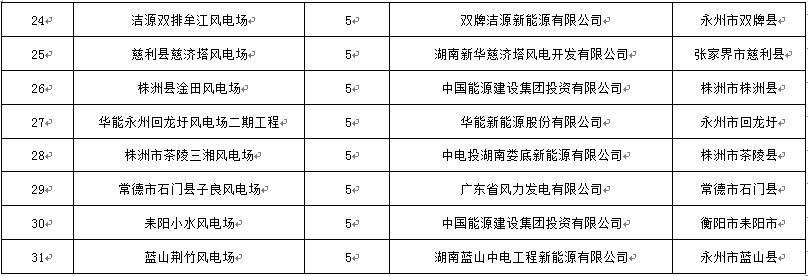 24 洁源双排牟江风电场 5 双牌洁源新能源有限公司 永州市双牌县
25 慈利县慈济塔风电场 5 湖南新华慈济塔风电开发有限公司 张家界市慈利县
26 株洲县淦田风电场 5 中国能源建设集团投资有限公司 株洲市株洲县
27 华能永州回龙圩风电场二期工程 5 华能新能源股份有限公司 永州市回龙圩
28 株洲市茶陵三湘风电场 5 中电投湖南娄底新能源有限公司 株洲市茶陵县
29 常德市石门县子良风电场 5 广东省风力发电有限公司 常德市石门县
30 耒阳小水风电场 5 中国能源建设集团投资有限公司 衡阳市耒阳市
31 蓝山荆竹风电场 5 湖南蓝山中电工程新能源有限公司 永州市蓝山县